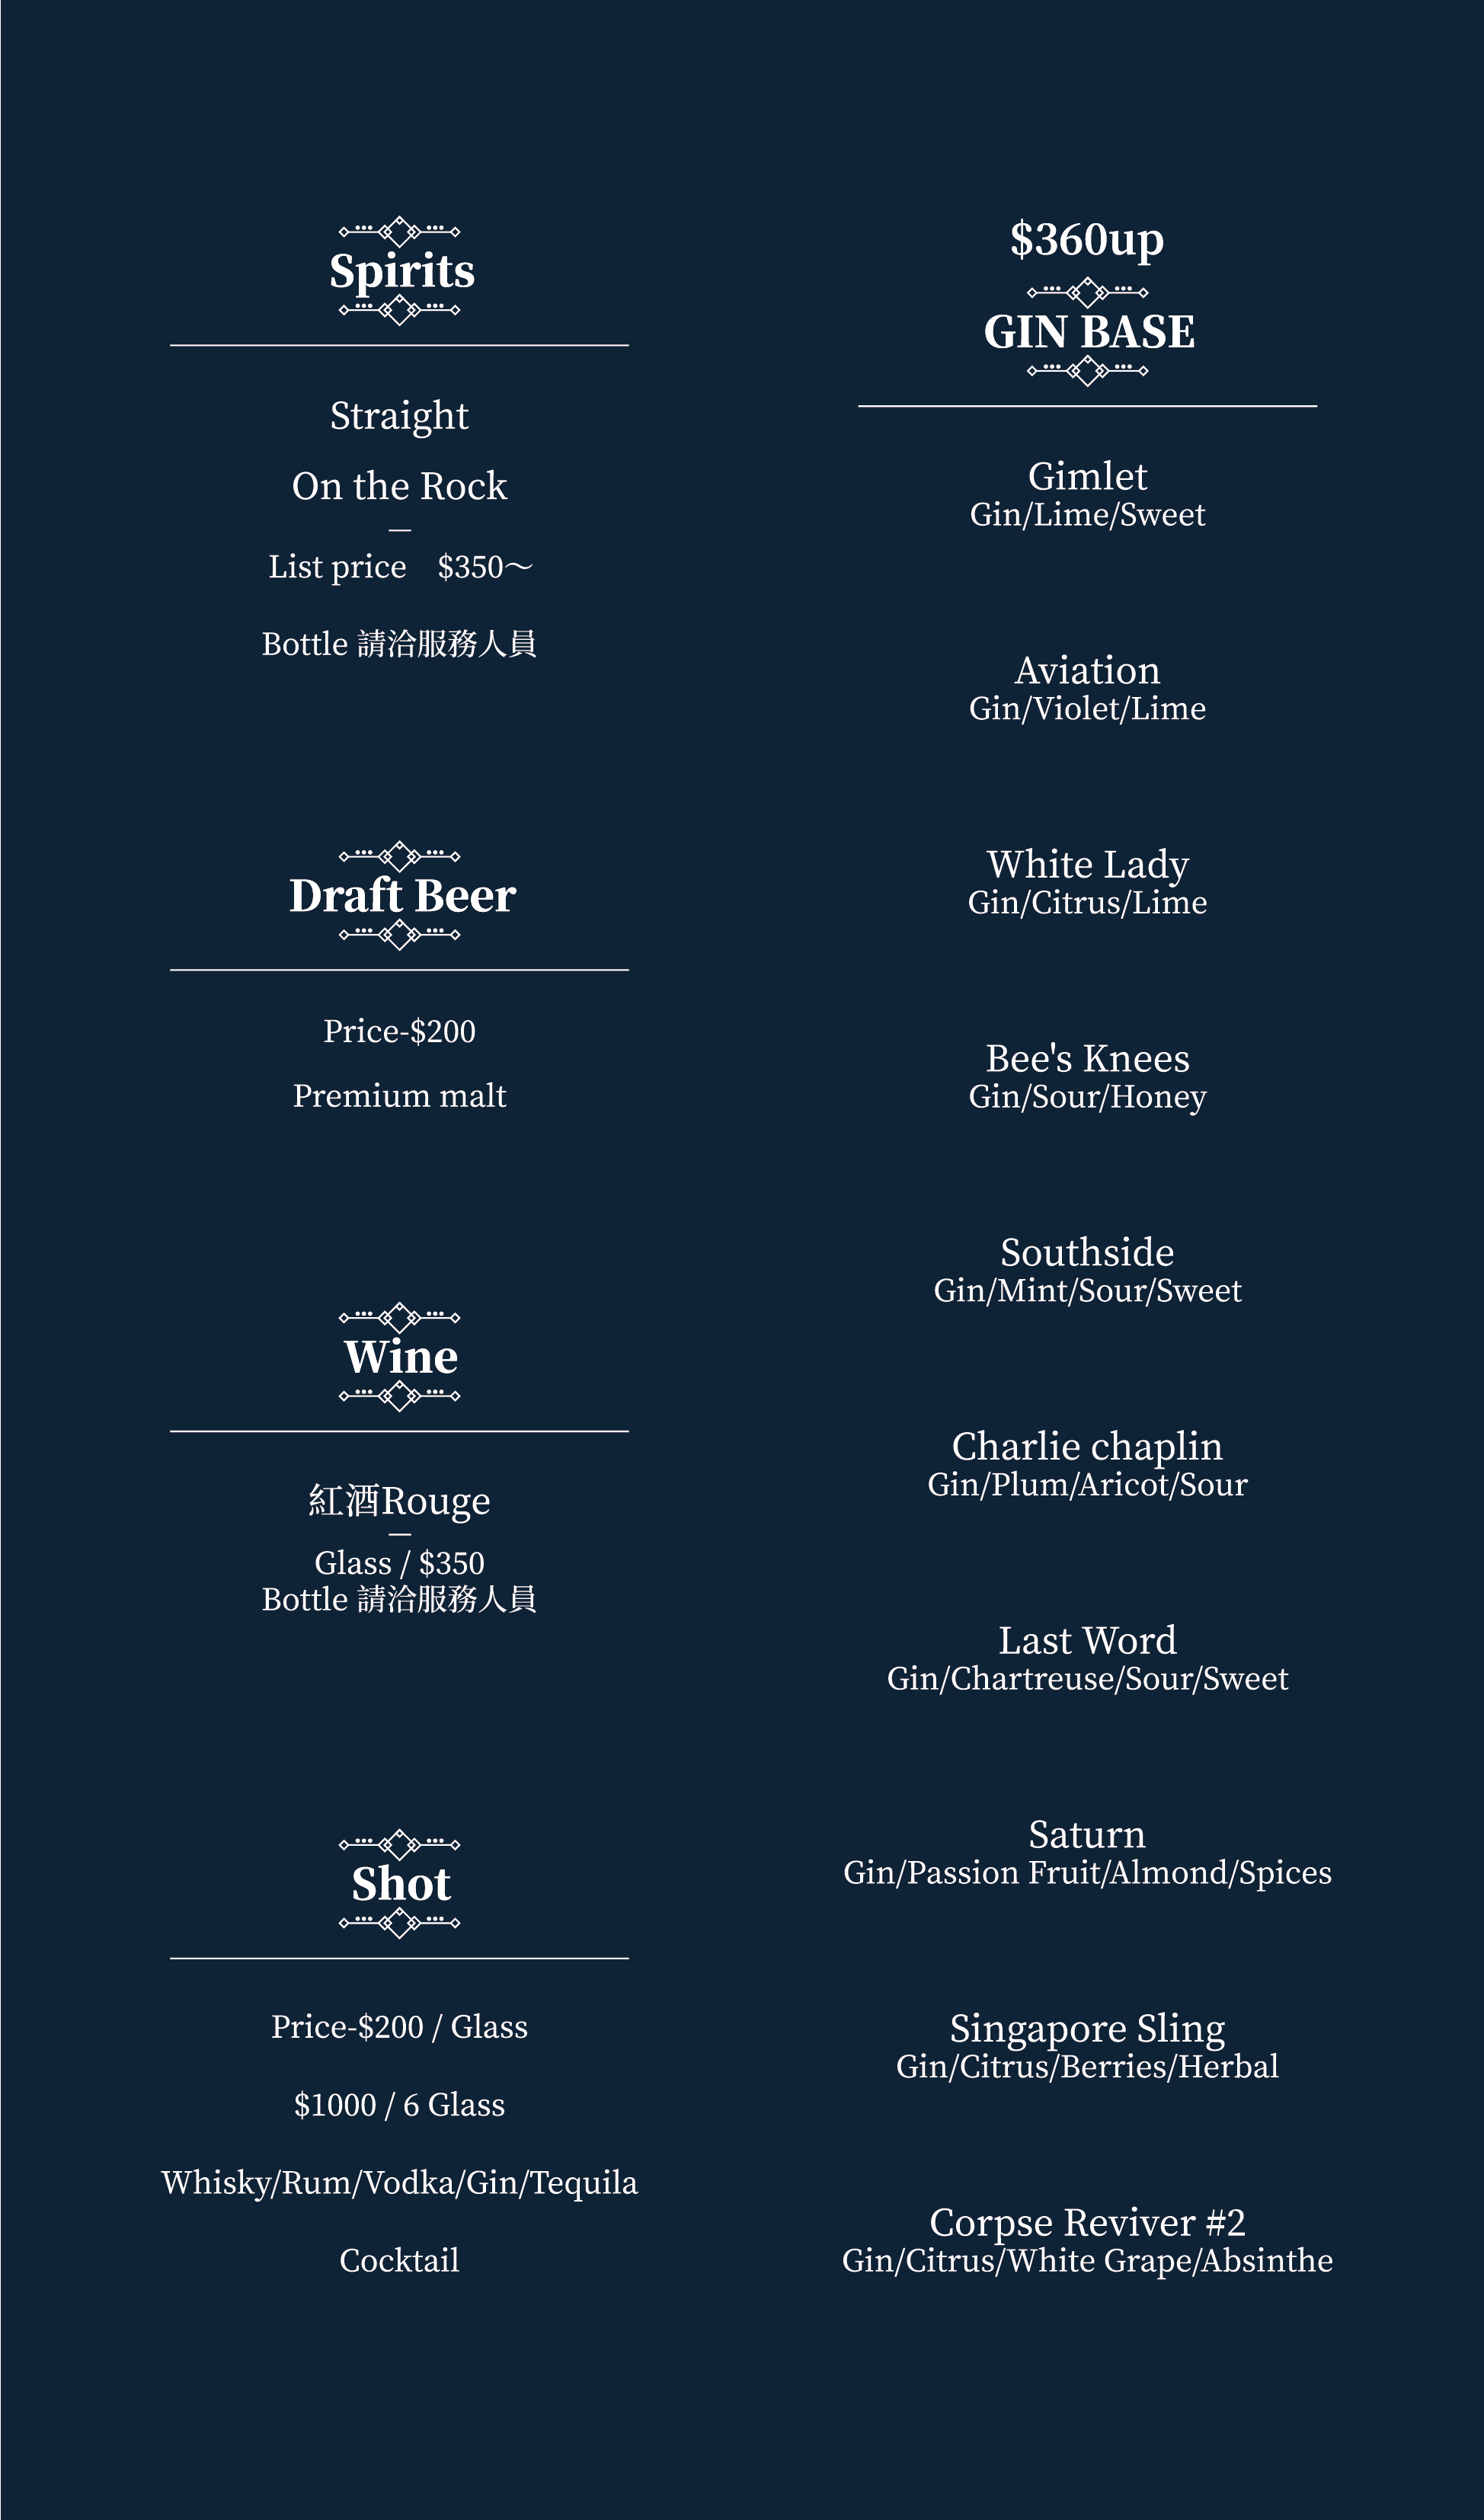 Spirits
Straight
On the Rock
—
List price　$350～
Bottle 請洽服務人員
Draft Beer
Price-$200
Premium malt
Wine
紅酒Rouge
—
Glass / $350
Bottle 請洽服務人員
Shot
Price-$200 / Glass
$1000 / 6 Glass
Whisky/Rum/Vodka/Gin/Tequila
Cocktail
$360up
GIN BASE
Gimlet
Gin/Lime/Sweet
Aviation
Gin/Violet/Lime
White Lady
Gin/Citrus/Lime
Bee's Knees
Gin/Sour/Honey
Southside
Gin/Mint/Sour/Sweet
Charlie chaplin
Gin/Plum/Aricot/Sour
Last Word
Gin/Chartreuse/Sour/Sweet
Saturn
Gin/Passion Fruit/Almond/Spices
Singapore Sling
Gin/Citrus/Berries/Herbal
Corpse Reviver #2
Gin/Citrus/White Grape/Absinthe